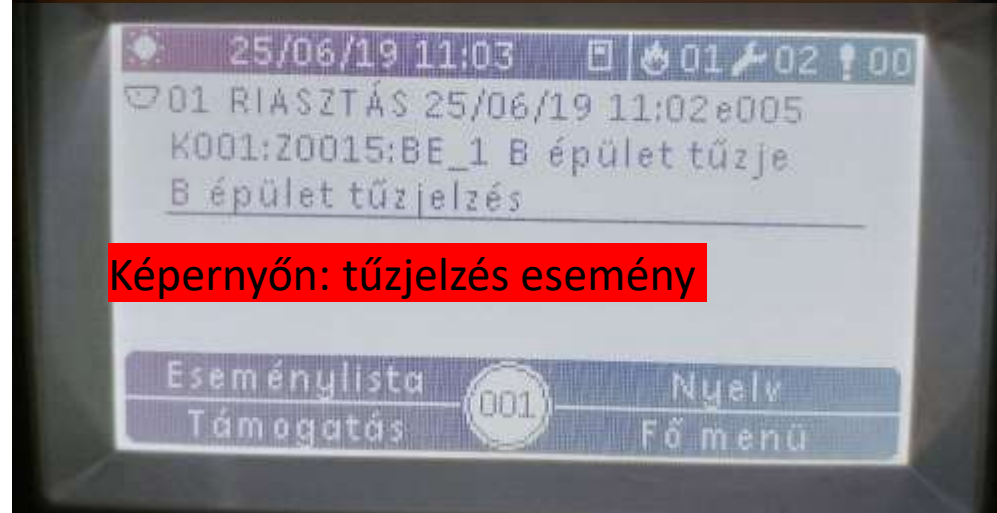 25/06/19 11:03 01 02 00
01 RIASZTÁS 25/06/19 11:02e005
K001:Z0015:BE_1 B épület tűzje
B épület tűzjelzés
Képernyőn: tűzjelzés esemény
Eseménylista
Nyelv
001
Támogatás
Fő menü